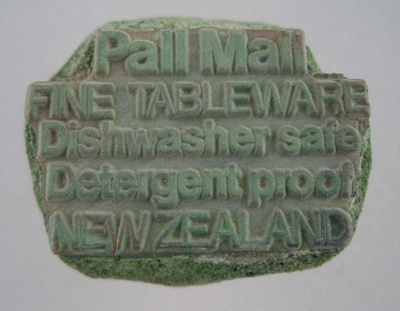 Pall Mall
FINE TABLEWARE
Dishwasher safe
Detergent proof
NEW ZEALAND